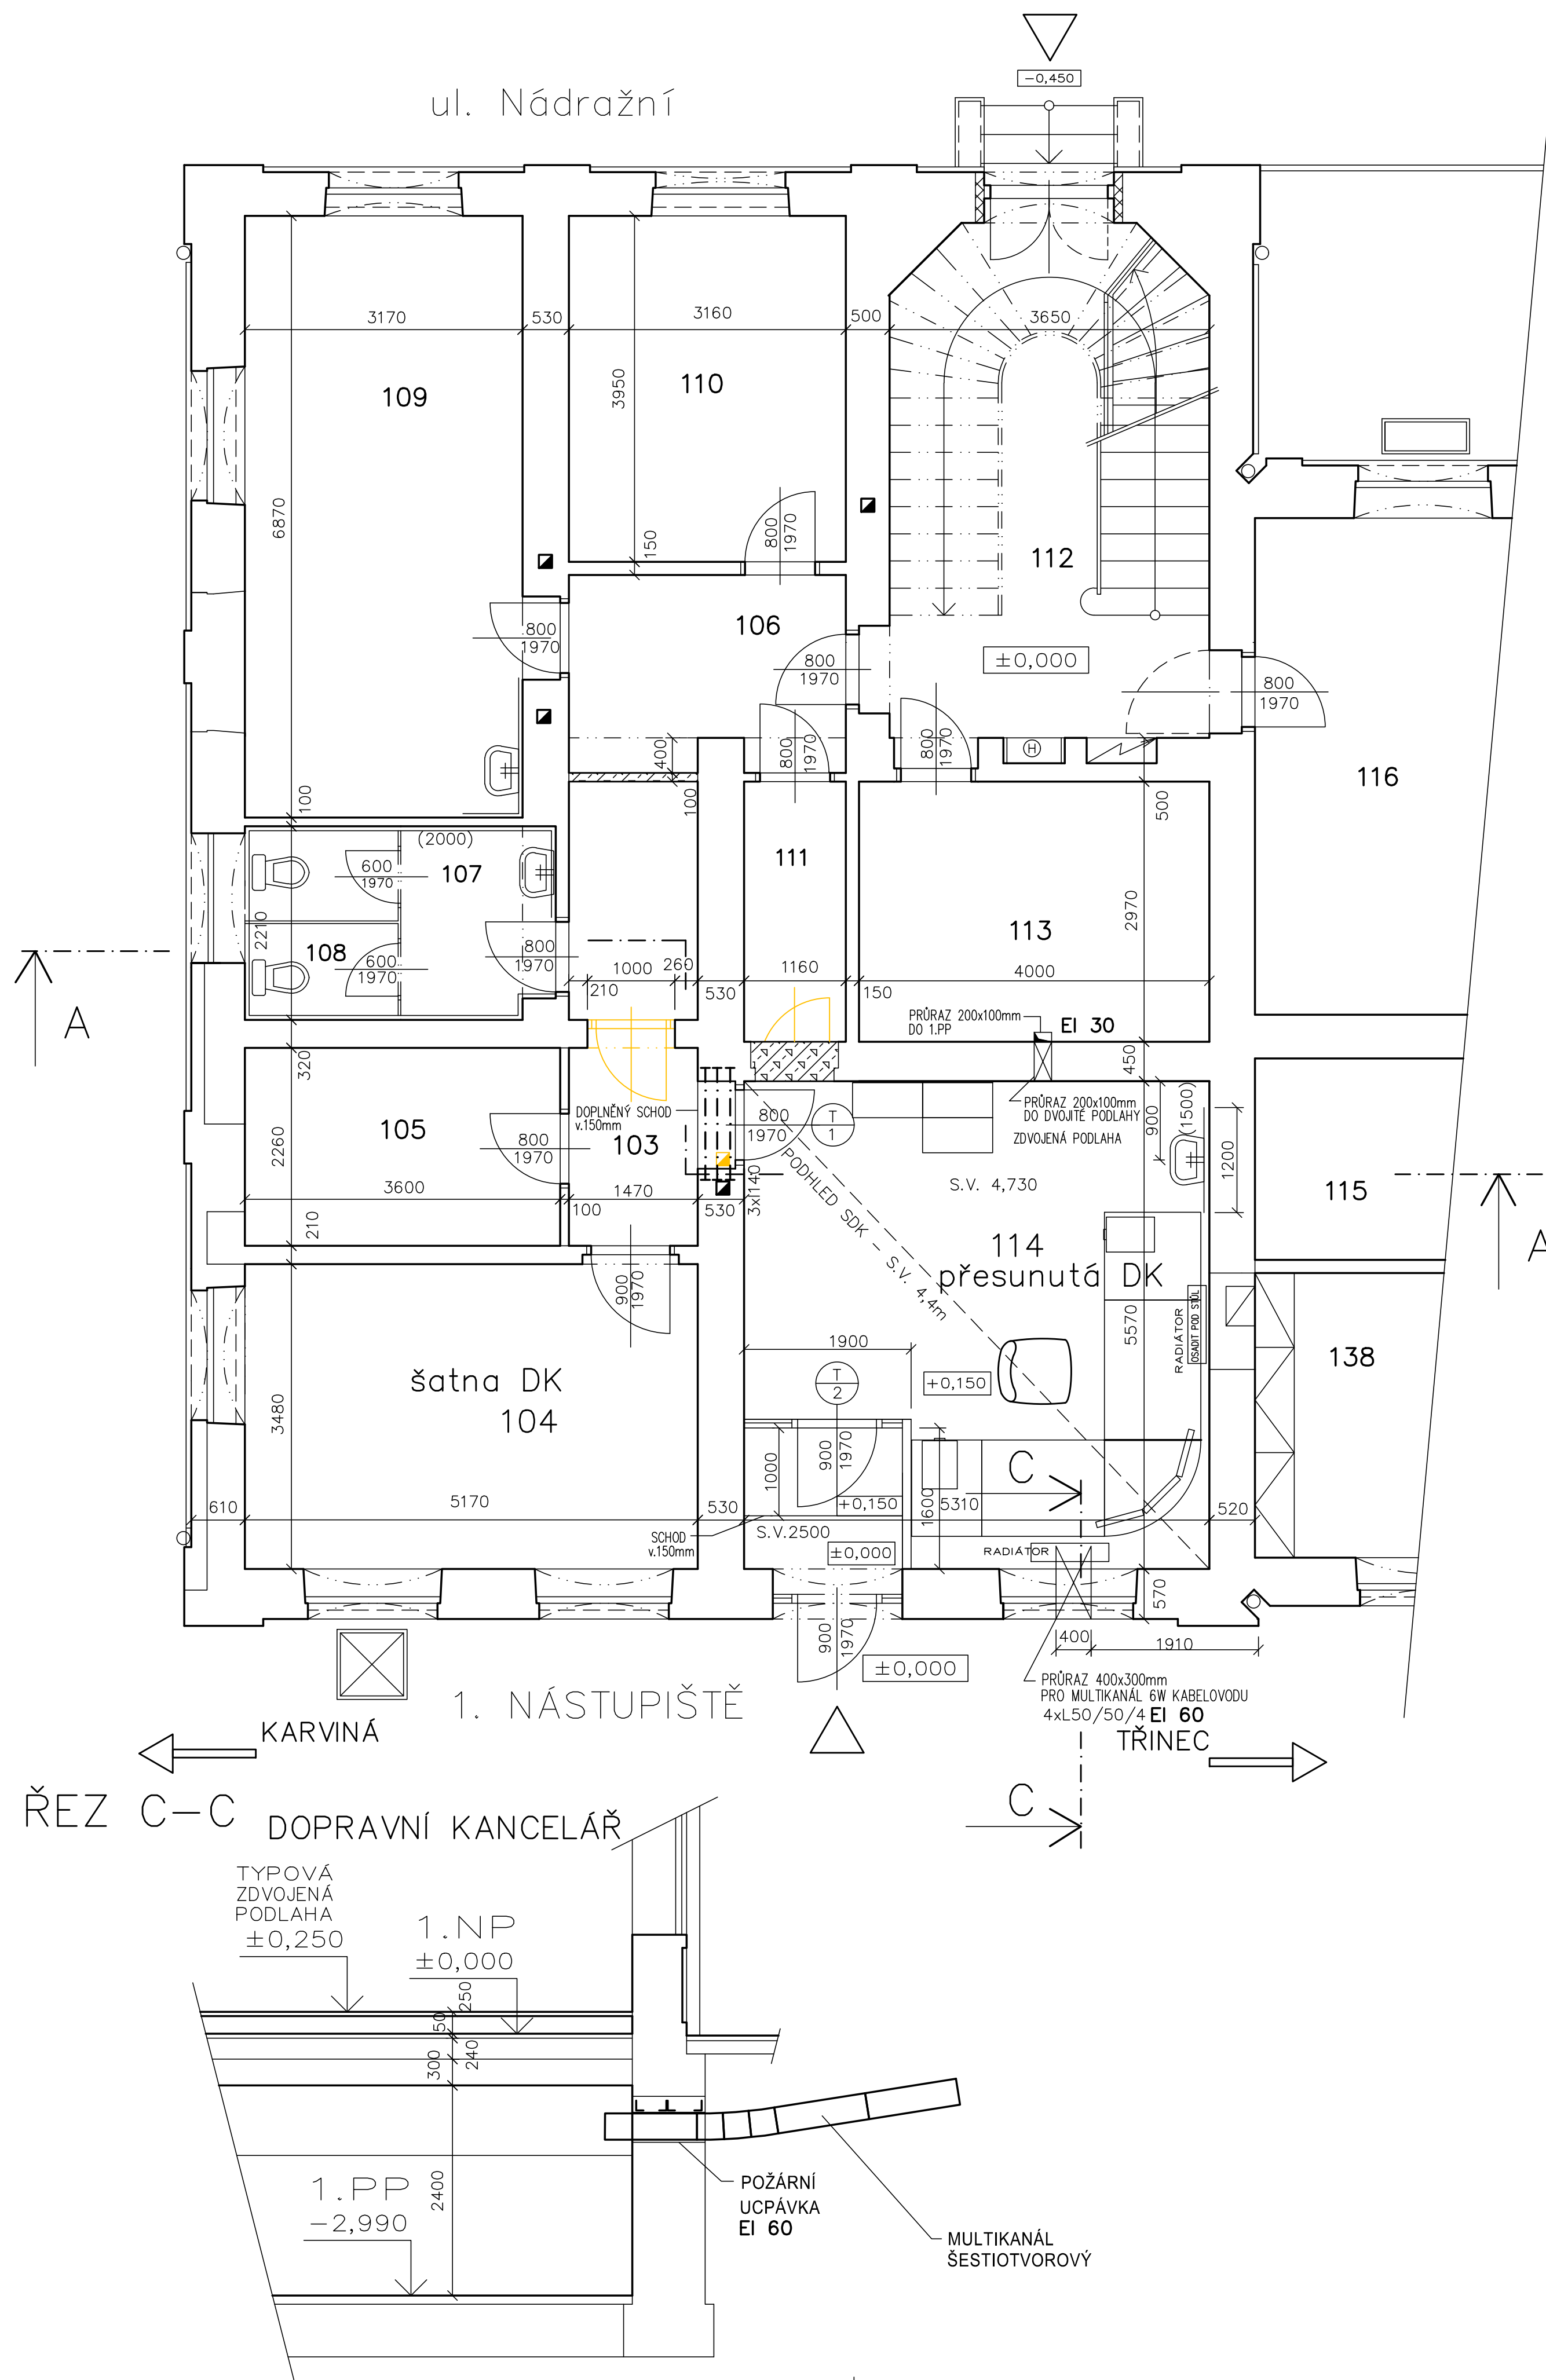 -0,450
ul. Nádražní
3170
530
3160
500
3650
109
110
3950
6870
150
800
1970
112
106
800
1970
800
1970
±0,000
800
1970
400
800
1970
800
1970
100
100
500
116
(2000)
107
600
1970
111
2210
108
600
1970
800
1970
113
2970
A
1000
260
210
530
1160
150
4000
PRŮRAZ 200x100mm
DO 1.PP
EI 30
320
450
DOPLNĚNÝ SCHOD
v.150mm
800
1970
T
1
PRŮRAZ 200x100mm
DO DVOJITÉ PODLAHY
ZDVOJENÁ PODLAHA
900
(1500)
1200
105
103
2260
800
1970
3600
1470
100
530
3xI140
210
PODHLED SDK - S.V. 4,4m
S.V. 4,730
115
A
114
přesunutá DK
900
1970
5570
RADIÁTOR
OSADIT POD STŮL
138
šatna DK
104
3480
1900
T
2
+0,150
1000
900
1970
C
610
5170
530
+0,150
1600
5310
520
SCHOD
v.150mm
S.V.2500
±0,000
RADIÁTOR
570
900
1970
400
1910
±0,000
1. NÁSTUPIŠTĚ
PRŮRAZ 400x300mm
PRO MULTIKANÁL 6W KABELOVODU
4xL50/50/4 EI 60
KARVINÁ
TŘINEC
ŘEZ C-C
DOPRAVNÍ KANCELÁŘ
C
TYPOVÁ
ZDVOJENÁ
PODLAHA
±0,250
1.NP
±0,000
250
50
240
300
1.PP
-2,990
2400
POŽÁRNÍ
UCPÁVKA
EI 60
MULTIKANÁL
ŠESTIOTVOROVÝ